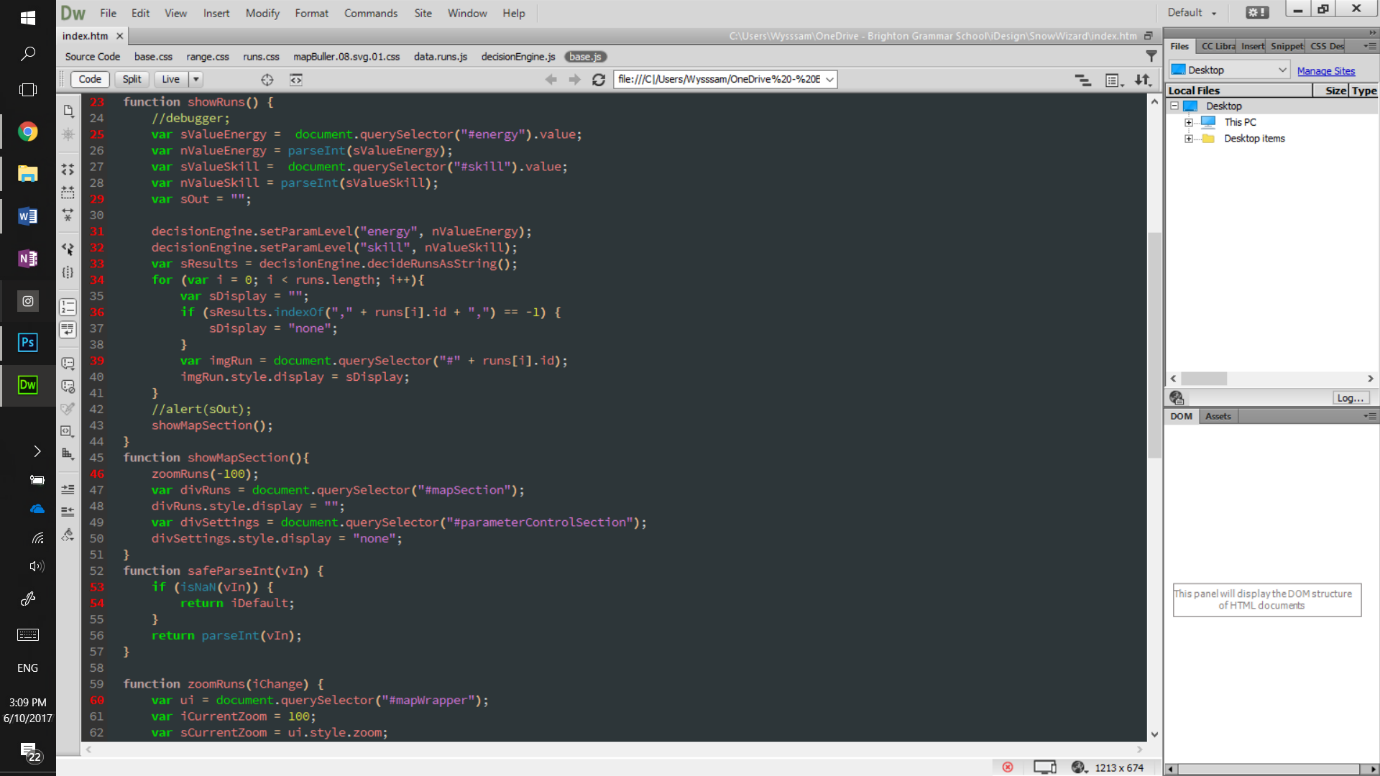 Dw File Edit View Insert Modify Format Commands Site Window Help Default
index.htm C:\Users\Wysssam\OneDrive - Brighton Grammar School\iDesign\SnowWizard\index.htm
Source Code base.css range.css runs.css mapBuller.08.svg.01.css data.runs.js decisionEngine.js base.js
Code Split Live file:///C|/Users/Wysssam/OneDrive%20-%20B
23 function showRuns() {
24 //debugger;
25 var sValueEnergy =  document.querySelector("#energy").value;
26 var nValueEnergy = parseInt(sValueEnergy);
27 var sValueSkill =  document.querySelector("#skill").value;
28 var nValueSkill = parseInt(sValueSkill);
29 var sOut = "";
30
31 decisionEngine.setParamLevel("energy", nValueEnergy);
32 decisionEngine.setParamLevel("skill", nValueSkill);
33 var sResults = decisionEngine.decideRunsAsString();
34 for (var i = 0; i < runs.length; i++){
35 var sDisplay = "";
36 if (sResults.indexOf("," + runs[i].id + ",") == -1) {
37 sDisplay = "none";
38 }
39 var imgRun = document.querySelector("#" + runs[i].id);
40 imgRun.style.display = sDisplay;
41 }
42 //alert(sOut);
43 showMapSection();
44 }
45 function showMapSection(){
46 zoomRuns(-100);
47 var divRuns = document.querySelector("#mapSection");
48 divRuns.style.display = "";
49 var divSettings = document.querySelector("#parameterControlSection");
50 divSettings.style.display = "none";
51 }
52 function safeParseInt(vIn) {
53 if (isNaN(vIn)) {
54 return iDefault;
55 }
56 return parseInt(vIn);
57 }
58
59 function zoomRuns(iChange) {
60 var ui = document.querySelector("#mapWrapper");
61 var iCurrentZoom = 100;
62 var sCurrentZoom = ui.style.zoom;
1213 x 674
Files CC Libra Insert Snippet CSS Des
Desktop Manage Sites
Local Files Size Type
Desktop
This PC
Desktop items
Log...
DOM Assets
This panel will display the DOM structure
of HTML documents
W
N
Ps
Dw
ENG
3:09 PM
6/10/2017
22